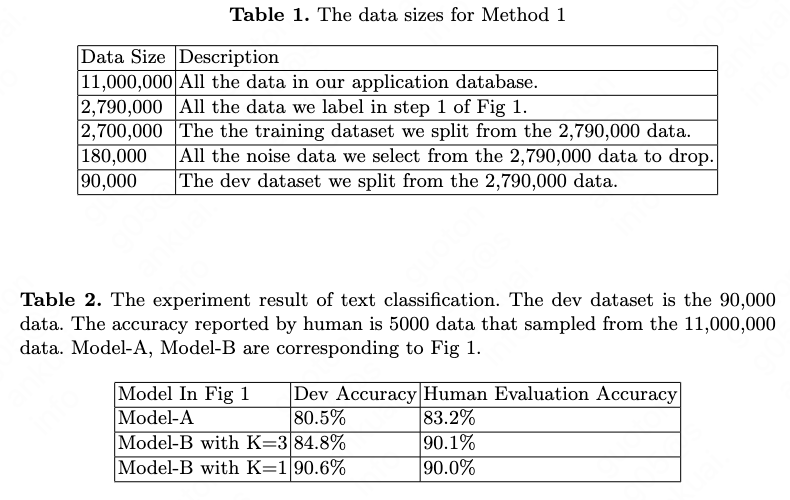 Table 1. The data sizes for Method 1
Data Size Description
11,000,000 All the data in our application database.
2,790,000 All the data we label in step 1 of Fig 1.
2,700,000 The the training dataset we split from the 2,790,000 data.
180,000 All the noise data we select from the 2,790,000 data to drop.
90,000 The dev dataset we split from the 2,790,000 data.
Table 2. The experiment result of text classification. The dev dataset is the 90,000
data. The accuracy reported by human is 5000 data that sampled from the 11,000,000
data. Model-A, Model-B are corresponding to Fig 1.
Model In Fig 1 Dev Accuracy Human Evaluation Accuracy
Model-A 80.5% 83.2%
Model-B with K=3 84.8% 90.1%
Model-B with K=1 90.6% 90.0%